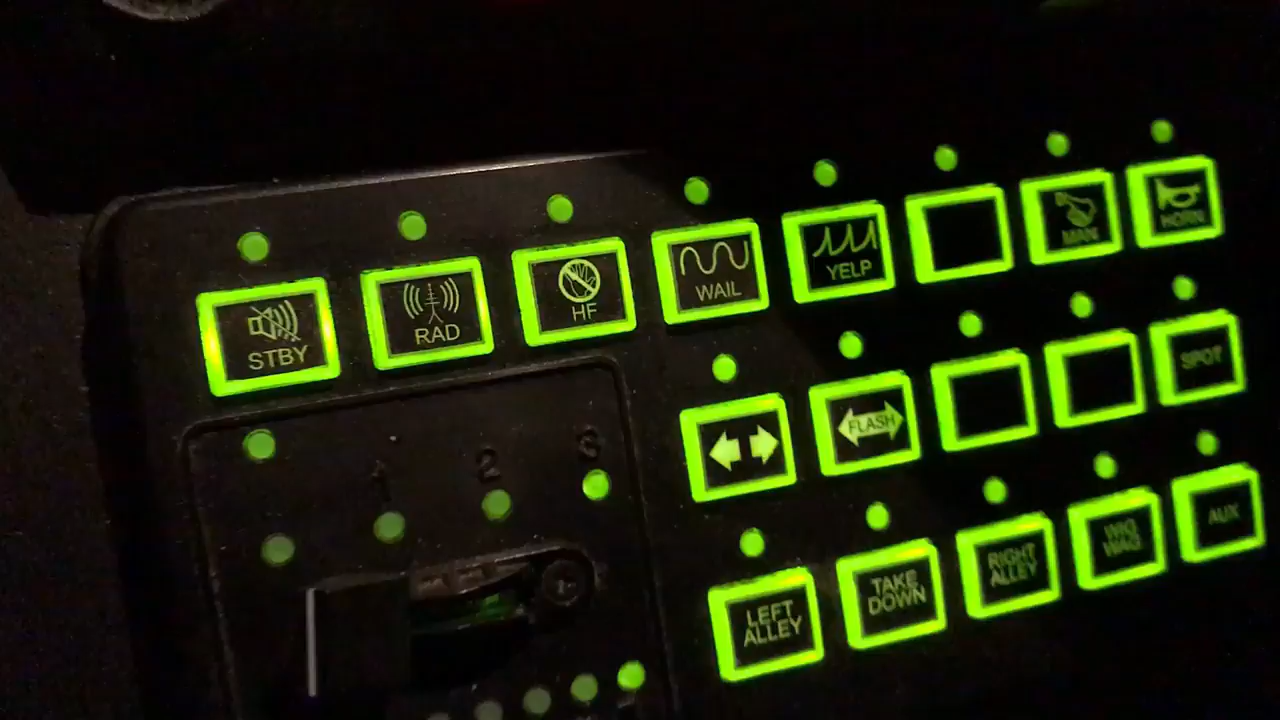 STBY
RAD
HF
WAIL
YELP
MAN
HORN
FLASH
SPOT
1 2 3
LEFT
ALLEY
TAKE
DOWN
RIGHT
ALLEY
WIG
WAG
AUX